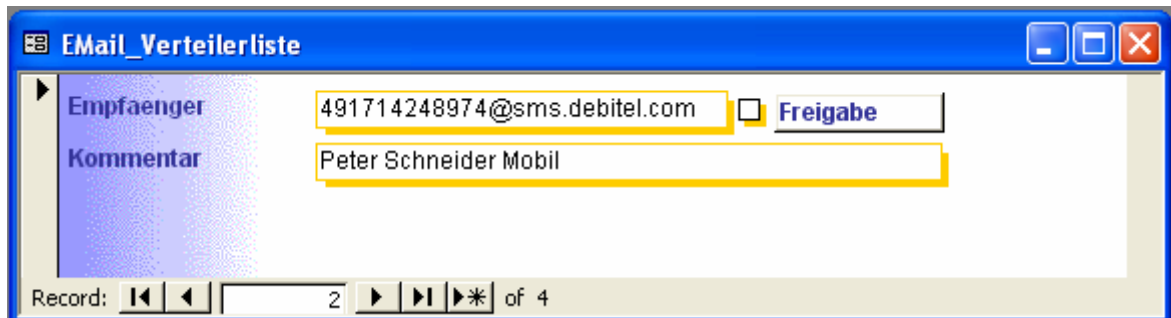 EMail_Verteilerliste
Empfaenger 491714248974@sms.debitel.com Freigabe
Kommentar Peter Schneider Mobil
Record: 2 of 4